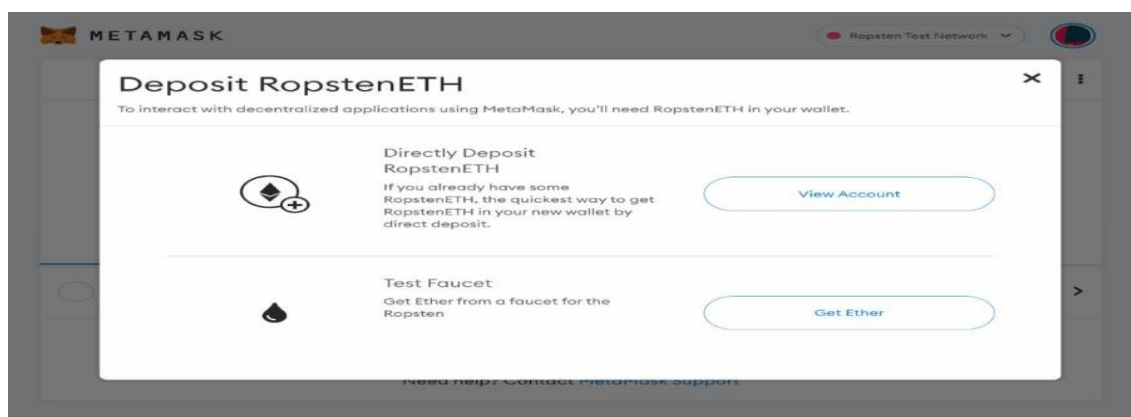 METAMASK
Ropsten Test Network
Deposit RopstenETH
To interact with decentralized applications using MetaMask, you'll need RopstenETH in your wallet.
Directly Deposit
RopstenETH
If you already have some
RopstenETH, the quickest way to get
RopstenETH in your new wallet by
direct deposit.
View Account
Test Faucet
Get Ether from a faucet for the
Ropsten
Get Ether
Need help? Contact MetaMask Support